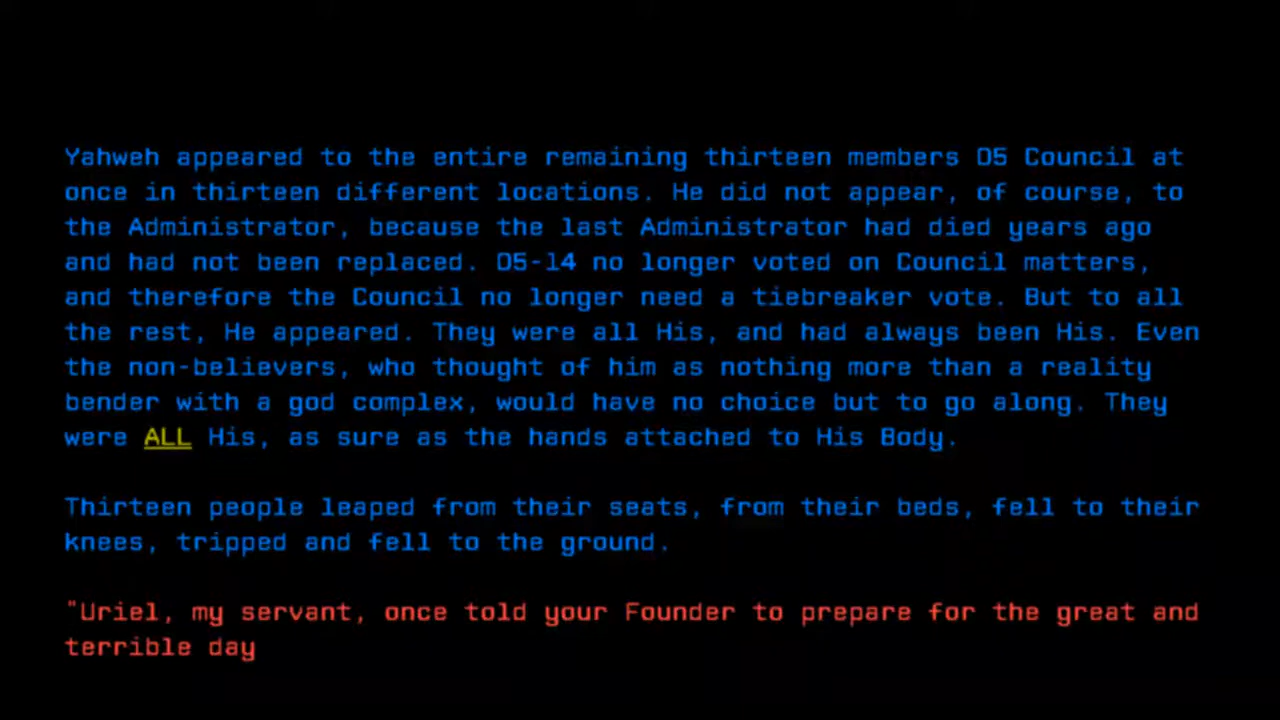 Yahweh appeared to the entire remaining thirteen members O5 Council at
once in thirteen different locations. He did not appear, of course, to
the Administrator, because the last Administrator had died years ago
and had not been replaced. O5-14 no longer voted on Council matters,
and therefore the Council no longer need a tiebreaker vote. But to all
the rest, He appeared. They were all His, and had always been His. Even
the non-believers, who thought of him as nothing more than a reality
bender with a god complex, would have no choice but to go along. They
were ALL His, as sure as the hands attached to His Body.
Thirteen people leaped from their seats, from their beds, fell to their
knees, tripped and fell to the ground.
"Uriel, my servant, once told your Founder to prepare for the great and
terrible day